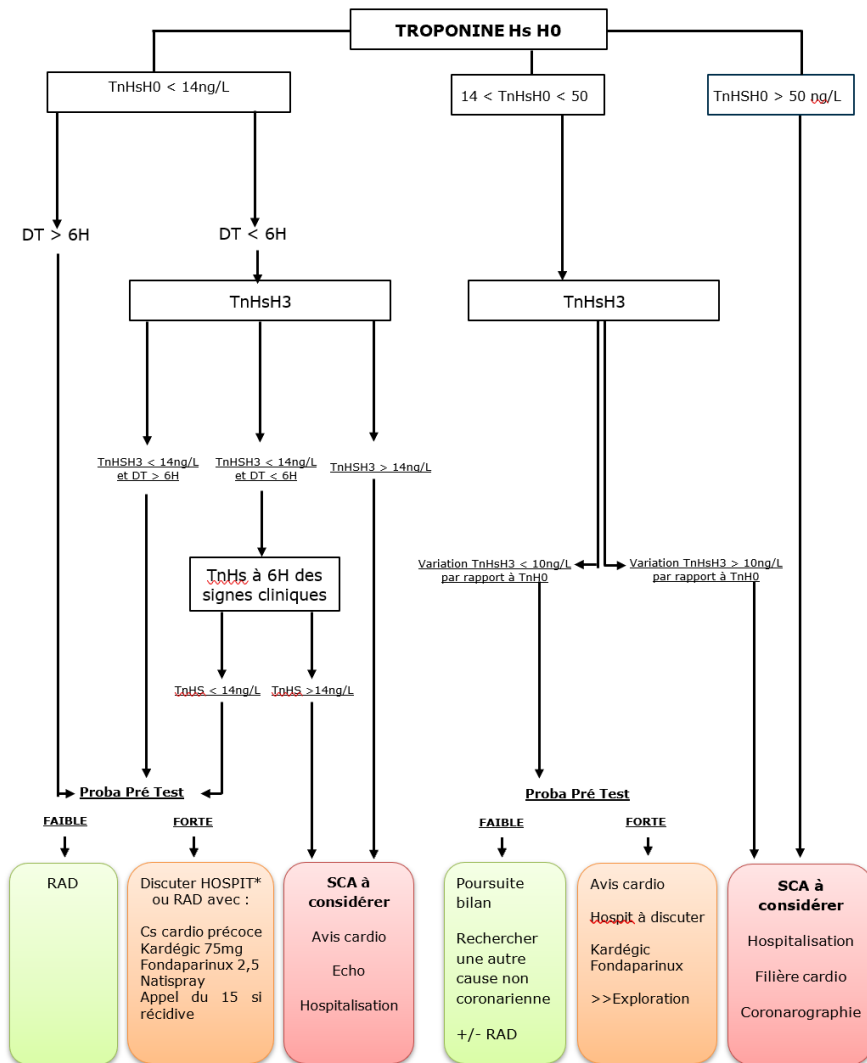 TROPONINE Hs H0
TnHsH0 < 14ng/L
14 < TnHsH0 < 50
TnHSH0 > 50 ng/L
DT > 6H
DT < 6H
TnHsH3
TnHsH3
TnHSH3 < 14ng/L
et DT > 6H
TnHSH3 < 14ng/L
et DT < 6H
TnHSH3 > 14ng/L
TnHs à 6H des
signes cliniques
Variation TnHsH3 < 10ng/L
par rapport à TnH0
Variation TnHsH3 > 10ng/L
par rapport à TnH0
TnHS < 14ng/L
TnHS >14ng/L
Proba Pré Test
FAIBLE
FORTE
Proba Pré Test
FAIBLE
FORTE
RAD
Discuter HOSPIT*
ou RAD avec :
Cs cardio précoce
Kardégic 75mg
Fondaparinux 2,5
Natispray
Appel du 15 si
récidive
SCA à
considérer
Avis cardio
Echo
Hospitalisation
Poursuite
bilan
Rechercher
une autre
cause non
coronarienne
+/- RAD
Avis cardio
Hospit à discuter
Kardégic
Fondaparinux
>>Exploration
SCA à
considérer
Hospitalisation
Filière cardio
Coronarographie